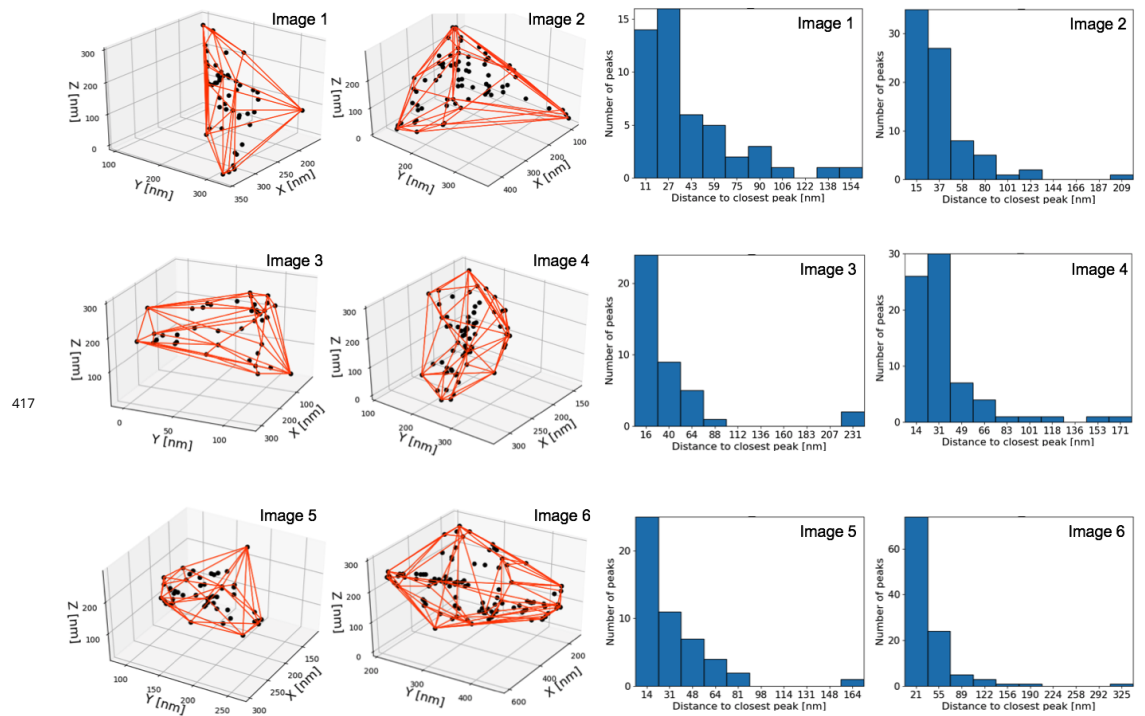 Image 1
Z [nm]
300
200
100
0
100
200
300
Y [nm]
350
300
250
200
X [nm]
Image 2
Z [nm]
200
100
0
200
300
Y [nm]
400
300
200
100
X [nm]
Image 1
Number of peaks
15
10
5
0
11 27 43 59 75 90 106 122 138 154
Distance to closest peak [nm]
Image 2
Number of peaks
30
20
10
0
15 37 58 80 101 123 144 166 187 209
Distance to closest peak [nm]
Image 3
Z [nm]
300
200
100
0
50
100
Y [nm]
300
200
100
X [nm]
Image 4
Z [nm]
300
200
100
0
100
200
300
Y [nm]
300
250
200
150
X [nm]
Image 3
Number of peaks
20
10
0
16 40 64 88 112 136 160 183 207 231
Distance to closest peak [nm]
Image 4
Number of peaks
30
20
10
0
14 31 49 66 83 101 118 136 153 171
Distance to closest peak [nm]
417
Image 5
Z [nm]
200
100
100
150
200
250
Y [nm]
300
250
200
150
X [nm]
Image 6
Z [nm]
300
200
100
0
200
300
400
Y [nm]
600
400
200
X [nm]
Image 5
Number of peaks
20
10
0
14 31 48 64 81 98 114 131 148 164
Distance to closest peak [nm]
Image 6
Number of peaks
60
40
20
0
21 55 89 122 156 190 224 258 292 325
Distance to closest peak [nm]